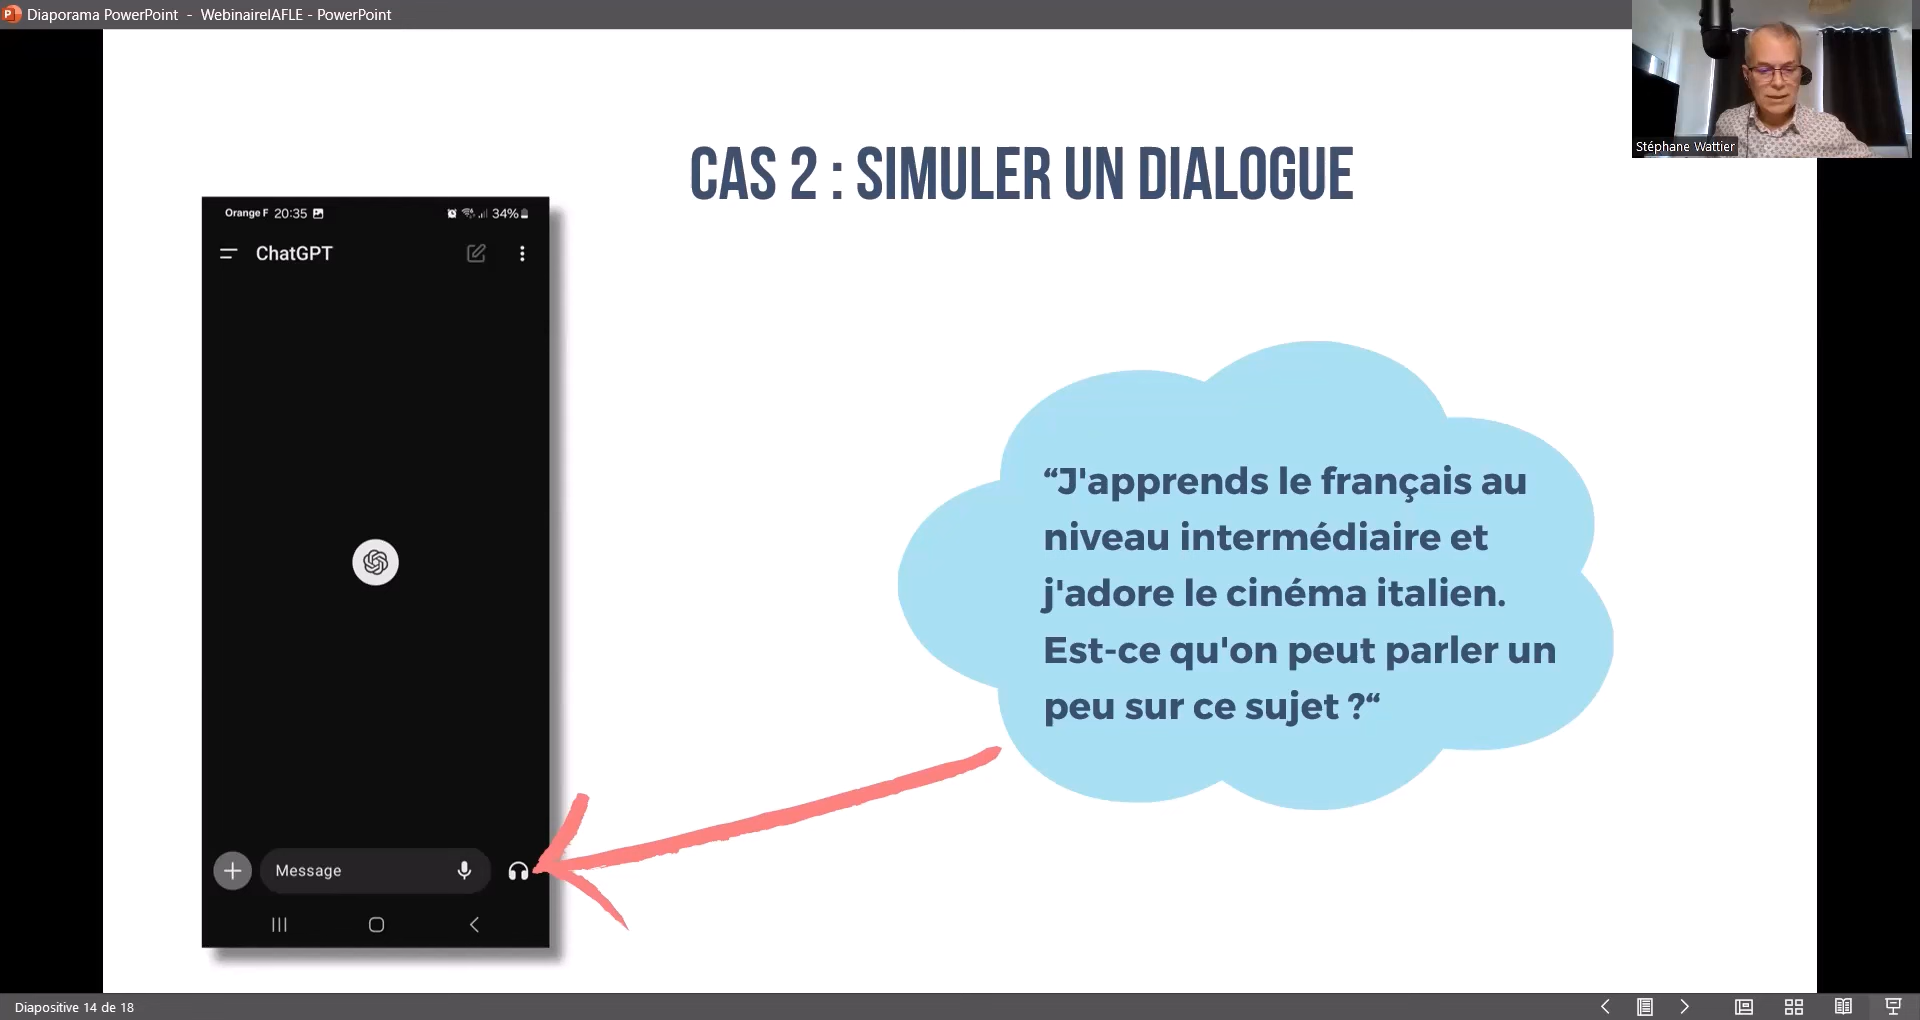 Diaporama PowerPoint - WebinaireIAFLE - PowerPoint
Stéphane Wattier
CAS 2 : SIMULER UN DIALOGUE
Orange F 20:35 34%
ChatGPT
“J'apprends le français au
niveau intermédiaire et
j'adore le cinéma italien.
Est-ce qu'on peut parler un
peu sur ce sujet ?“
Message
Diapositive 14 de 18